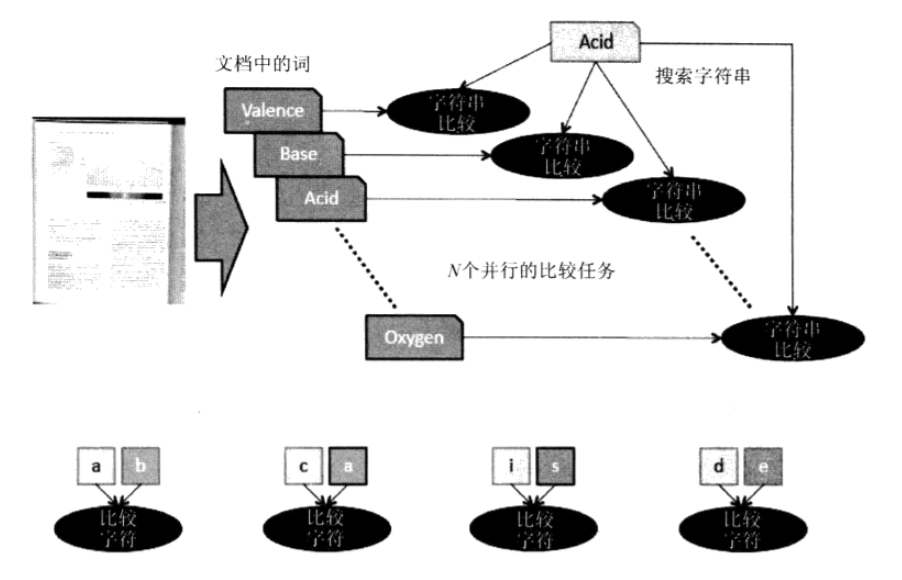 Acid
文档中的词
搜索字符串
Valence
字符串
比较
Base
字符串
比较
Acid
字符串
比较
N个并行的比较任务
Oxygen
字符串
比较
a b
c a
i s
d e
比较
字符
比较
字符
比较
字符
比较
字符